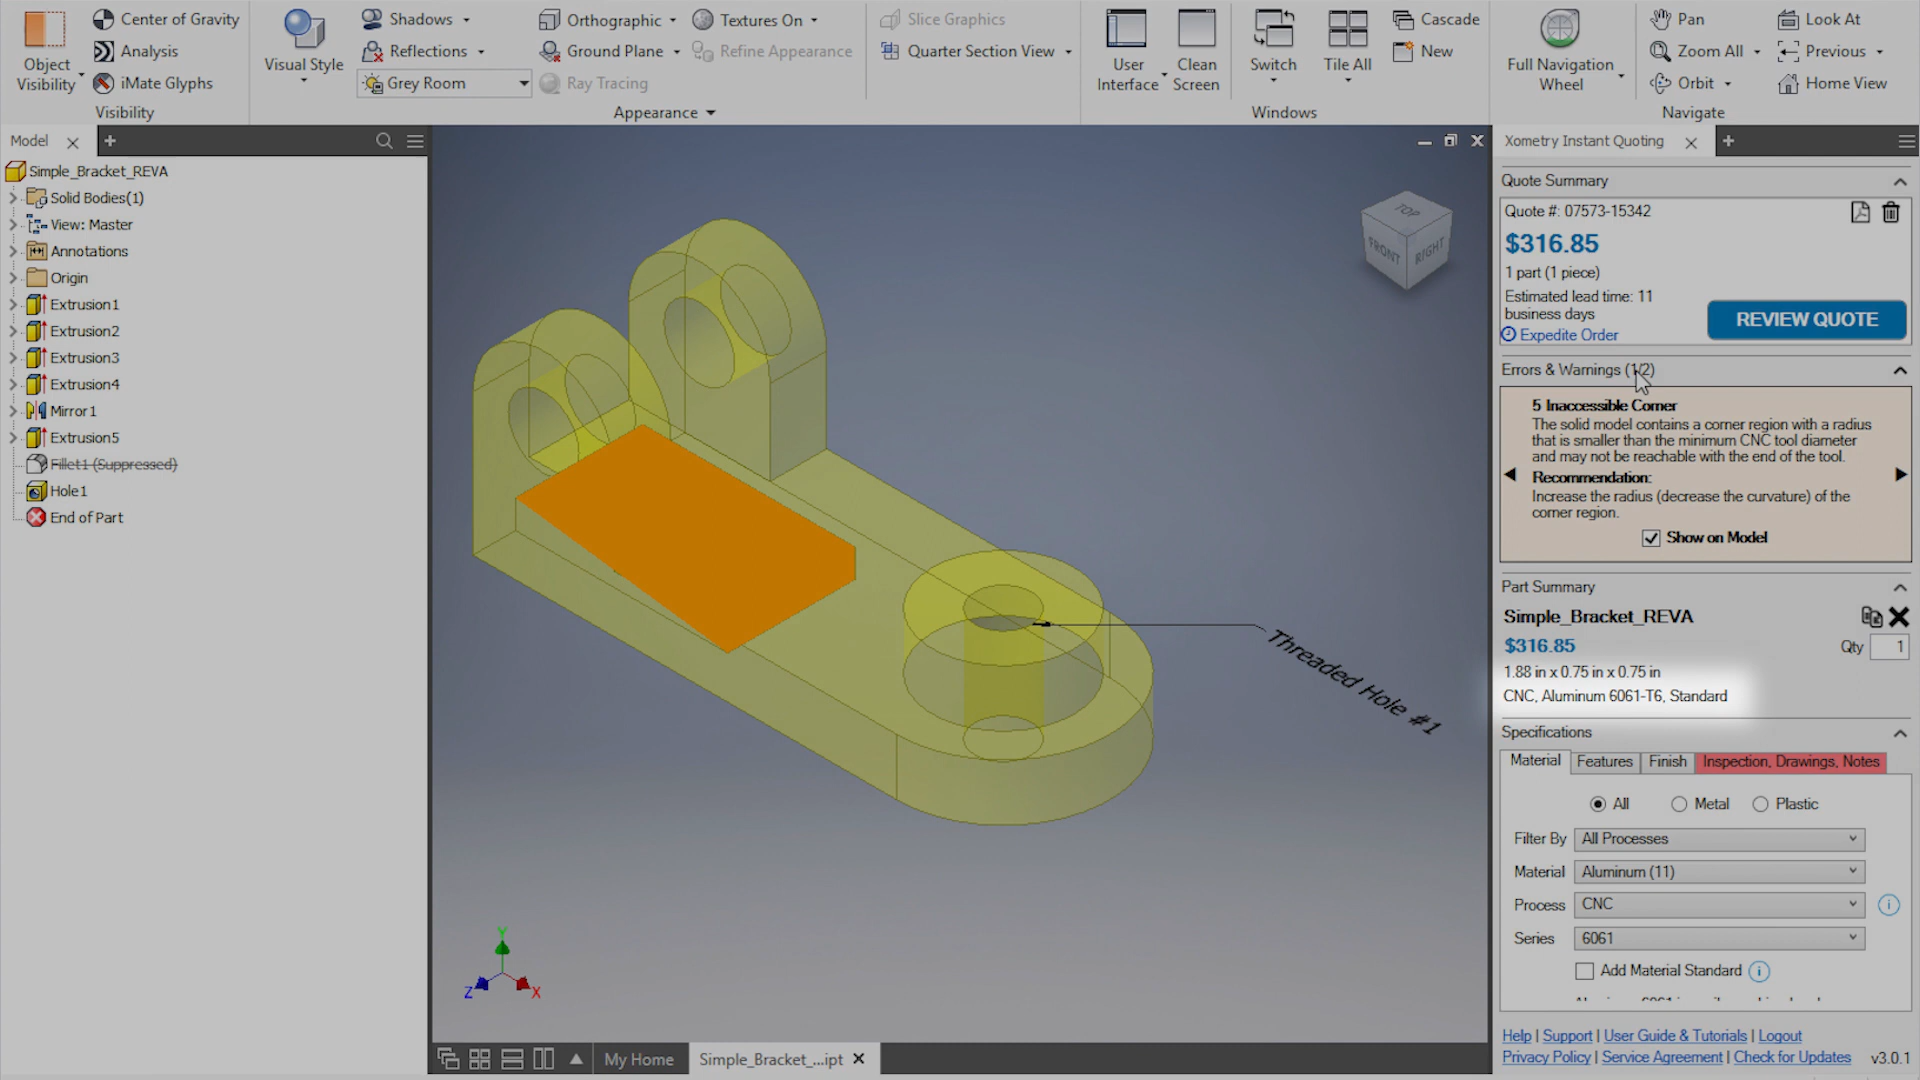 Object Visibility
Center of Gravity
Analysis
iMate Glyphs
Visibility
Visual Style
Shadows
Reflections
Grey Room
Orthographic
Ground Plane
Ray Tracing
Textures On
Refine Appearance
Appearance
Slice Graphics
Quarter Section View
User Interface
Clean Screen
Switch
Tile All
Cascade
New
Windows
Full Navigation Wheel
Pan
Zoom All
Orbit
Look At
Previous
Home View
Navigate
Model
Simple_Bracket_REVA
Solid Bodies(1)
View: Master
Annotations
Origin
Extrusion1
Extrusion2
Extrusion3
Extrusion4
Mirror1
Extrusion5
Fillet1 (Suppressed)
Hole1
End of Part
TOP
FRONT
RIGHT
Threaded Hole #1
Y
Z
X
My Home
Simple_Bracket_...ipt
Xometry Instant Quoting
Quote Summary
Quote #: 07573-15342
$316.85
1 part (1 piece)
Estimated lead time: 11
business days
Expedite Order
REVIEW QUOTE
Errors & Warnings (1/2)
5 Inaccessible Corner
The solid model contains a corner region with a radius
that is smaller than the minimum CNC tool diameter
and may not be reachable with the end of the tool.
Recommendation:
Increase the radius (decrease the curvature) of the
corner region.
Show on Model
Part Summary
Simple_Bracket_REVA
$316.85
Qty 1
1.88 in x 0.75 in x 0.75 in
CNC, Aluminum 6061-T6, Standard
Specifications
Material Features Finish Inspection, Drawings, Notes
All Metal Plastic
Filter By All Processes
Material Aluminum (11)
Process CNC
Series 6061
Add Material Standard
Help | Support | User Guide & Tutorials | Logout
Privacy Policy | Service Agreement | Check for Updates v3.0.1